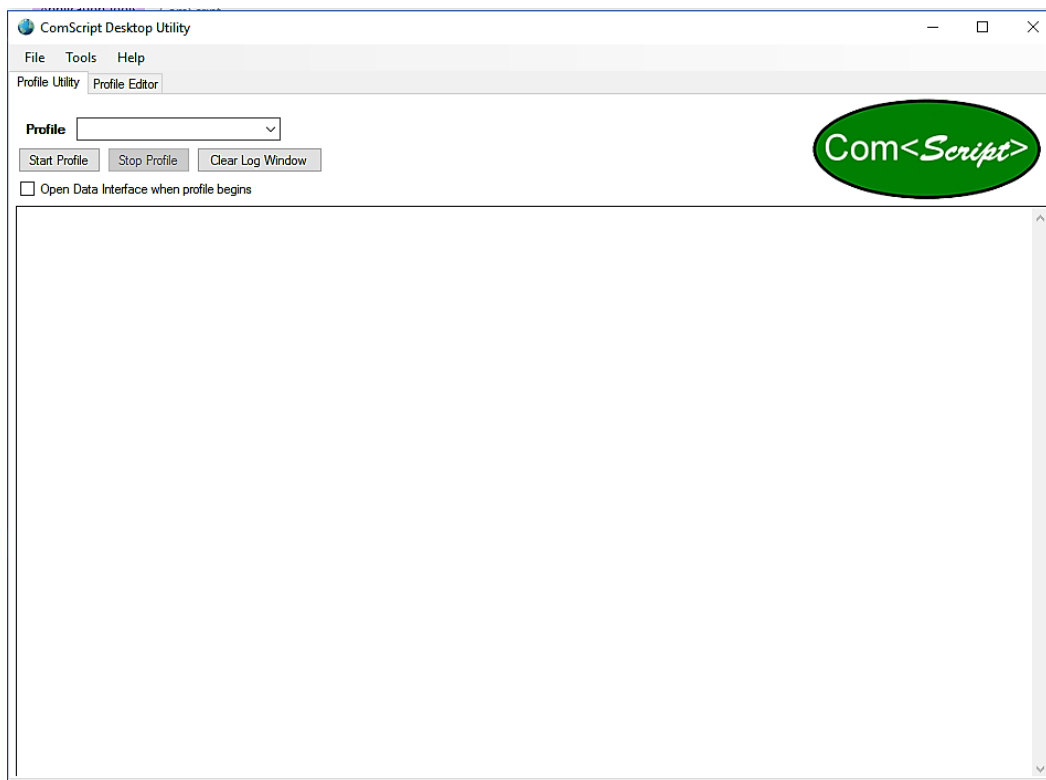 ComScript Desktop Utility
File Tools Help
Profile Utility Profile Editor
Profile
Start Profile Stop Profile Clear Log Window
Com<Script>
Open Data Interface when profile begins